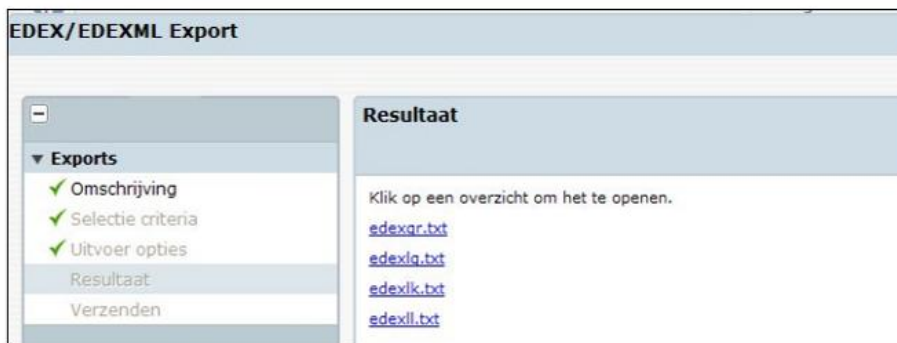 EDEX/EDEXML Export
Exports
Omschrijving
Selectie criteria
Uitvoer opties
Resultaat
Verzenden
Resultaat
Klik op een overzicht om het te openen.
edexgr.txt
edexlg.txt
edexlk.txt
edexll.txt